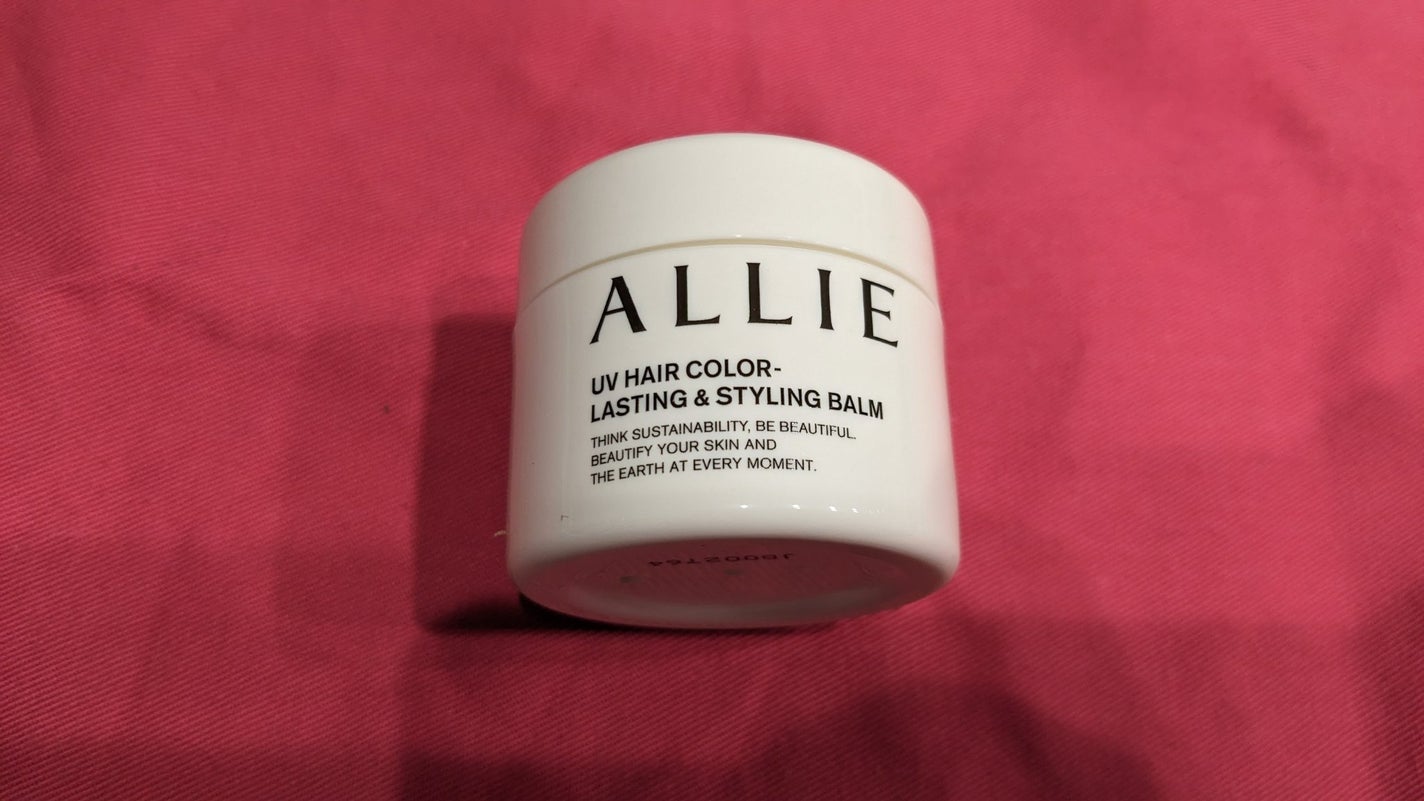 ALLIE
UV HAIR COLOR-
LASTING & STYLING BALM
THINK SUSTAINABILITY, BE BEAUTIFUL.
BEAUTIFY YOUR SKIN AND
THE EARTH AT EVERY MOMENT.
JB002764